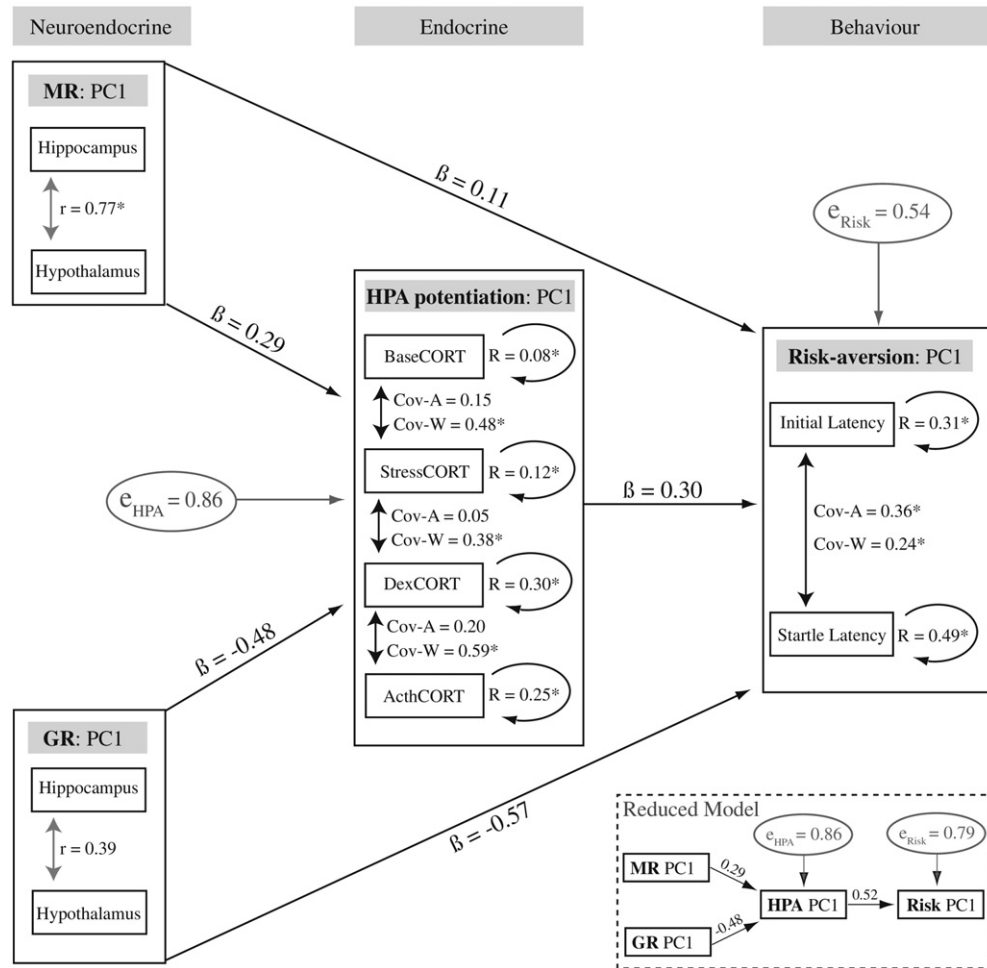 Neuroendocrine
Endocrine
Behaviour
MR: PC1
Hippocampus
r = 0.77*
Hypothalamus
ß = 0.11
ß = 0.29
e_Risk = 0.54
HPA potentiation: PC1
BaseCORT
R = 0.08*
Cov-A = 0.15
Cov-W = 0.48*
StressCORT
R = 0.12*
Cov-A = 0.05
Cov-W = 0.38*
DexCORT
R = 0.30*
Cov-A = 0.20
Cov-W = 0.59*
ActhCORT
R = 0.25*
e_HPA = 0.86
ß = 0.30
Risk-aversion: PC1
Initial Latency
R = 0.31*
Cov-A = 0.36*
Cov-W = 0.24*
Startle Latency
R = 0.49*
ß = -0.48
GR: PC1
Hippocampus
r = 0.39
Hypothalamus
ß = -0.57
Reduced Model
e_HPA = 0.86
e_Risk = 0.79
MR PC1
0.29
HPA PC1
0.52
Risk PC1
-0.48
GR PC1